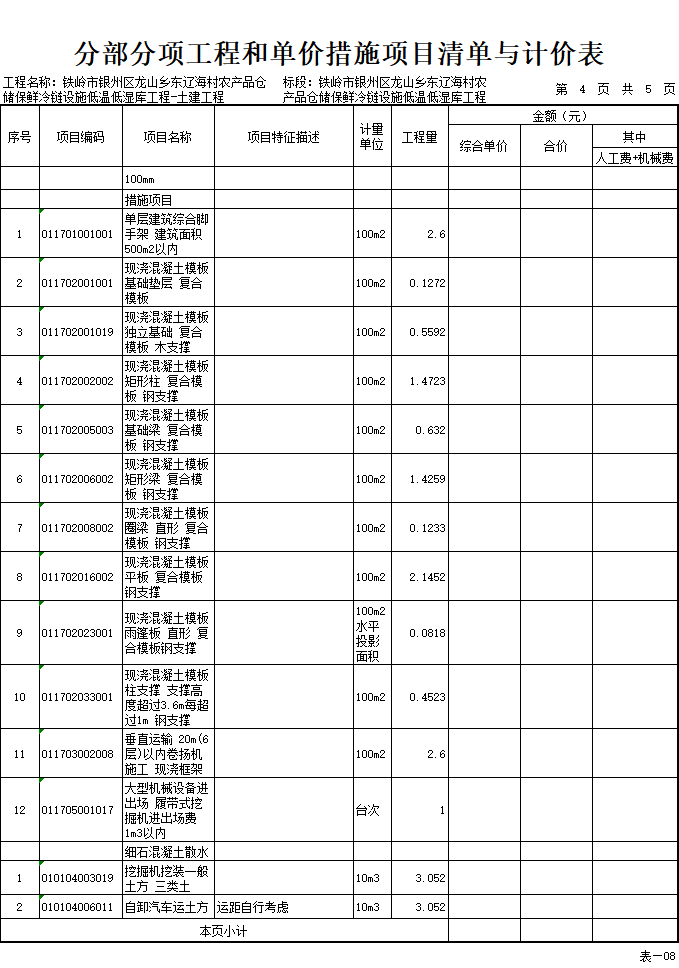 分部分项工程和单价措施项目清单与计价表
工程名称: 铁岭市银州区龙山乡东辽海村农产品仓
储保鲜冷链设施低温低湿库工程-土建工程
标段: 铁岭市银州区龙山乡东辽海村农
产品仓储保鲜冷链设施低温低湿库工程
第 4 页 共 5 页
序号 项目编码 项目名称 项目特征描述 计量
单位 工程量 金额（元）
综合单价 合价 其中
人工费+机械费
100mm
措施项目
1 011701001001 单层建筑综合脚
手架 建筑面积
500m2以内 100m2 2.6
2 011702001001 现浇混凝土模板
基础垫层 复合
模板 100m2 0.1272
3 011702001019 现浇混凝土模板
独立基础 复合
模板 木支撑 100m2 0.5592
4 011702002002 现浇混凝土模板
矩形柱 复合模
板 钢支撑 100m2 1.4723
5 011702005003 现浇混凝土模板
基础梁 复合模
板 钢支撑 100m2 0.632
6 011702006002 现浇混凝土模板
矩形梁 复合模
板 钢支撑 100m2 1.4259
7 011702008002 现浇混凝土模板
圈梁 直形 复合
模板 钢支撑 100m2 0.1233
8 011702016002 现浇混凝土模板
平板 复合模板
钢支撑 100m2 2.1452
9 011702023001 现浇混凝土模板
雨篷板 直形 复
合模板钢支撑 100m2
水平
投影
面积 0.0818
10 011702033001 现浇混凝土模板
柱支撑 支撑高
度超过3.6m每超
过1m 钢支撑 100m2 0.4523
11 011703002008 垂直运输 20m(6
层)以内卷扬机
施工 现浇框架 100m2 2.6
12 011705001017 大型机械设备进
出场 履带式挖
掘机进出场费
1m3以内 台次 1
细石混凝土散水
1 010104003019 挖掘机挖装一般
土方 三类土 10m3 3.052
2 010104006011 自卸汽车运土方 运距自行考虑 10m3 3.052
本页小计
表—08